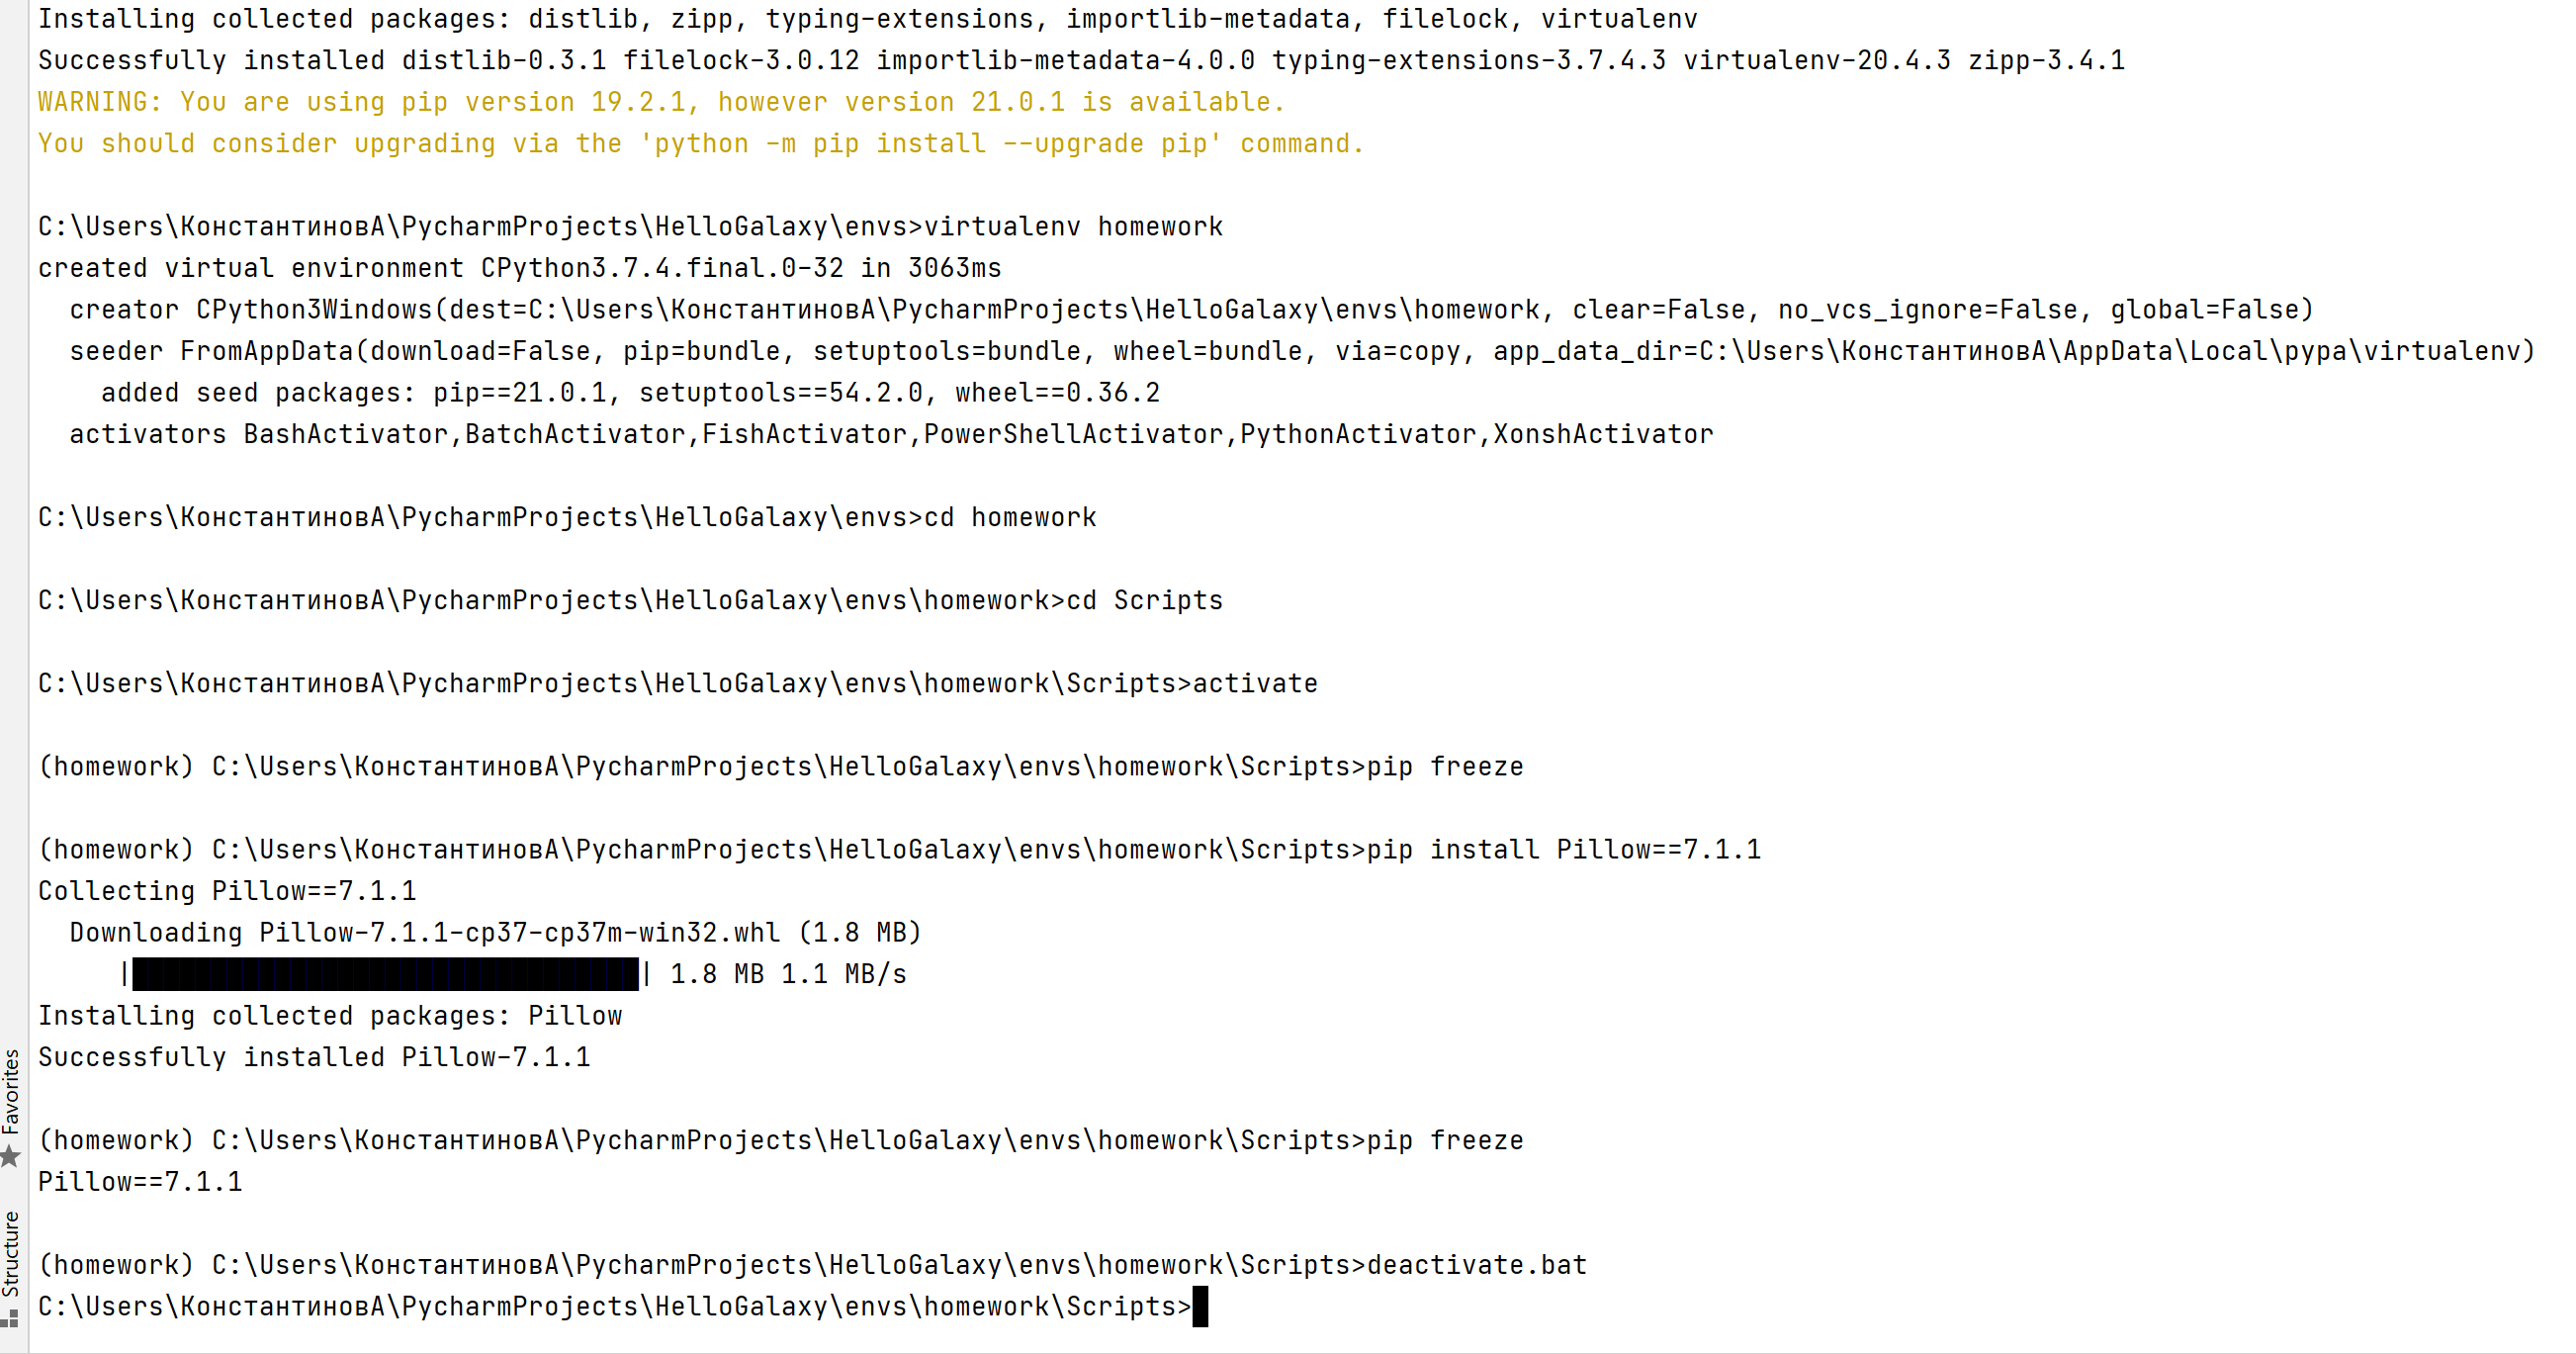 Installing collected packages: distlib, zipp, typing-extensions, importlib-metadata, filelock, virtualenv
Successfully installed distlib-0.3.1 filelock-3.0.12 importlib-metadata-4.0.0 typing-extensions-3.7.4.3 virtualenv-20.4.3 zipp-3.4.1
WARNING: You are using pip version 19.2.1, however version 21.0.1 is available.
You should consider upgrading via the 'python -m pip install --upgrade pip' command.
C:\Users\КонстантиновА\PycharmProjects\HelloGalaxy\envs>virtualenv homework
created virtual environment CPython3.7.4.final.0-32 in 3063ms
creator CPython3Windows(dest=C:\Users\КонстантиновА\PycharmProjects\HelloGalaxy\envs\homework, clear=False, no_vcs_ignore=False, global=False)
seeder FromAppData(download=False, pip=bundle, setuptools=bundle, wheel=bundle, via=copy, app_data_dir=C:\Users\КонстантиновА\AppData\Local\pypa\virtualenv)
added seed packages: pip==21.0.1, setuptools==54.2.0, wheel==0.36.2
activators BashActivator,BatchActivator,FishActivator,PowerShellActivator,PythonActivator,XonshActivator
C:\Users\КонстантиновА\PycharmProjects\HelloGalaxy\envs>cd homework
C:\Users\КонстантиновА\PycharmProjects\HelloGalaxy\envs\homework>cd Scripts
C:\Users\КонстантиновА\PycharmProjects\HelloGalaxy\envs\homework\Scripts>activate
(homework) C:\Users\КонстантиновА\PycharmProjects\HelloGalaxy\envs\homework\Scripts>pip freeze
(homework) C:\Users\КонстантиновА\PycharmProjects\HelloGalaxy\envs\homework\Scripts>pip install Pillow==7.1.1
Collecting Pillow==7.1.1
Downloading Pillow-7.1.1-cp37-cp37m-win32.whl (1.8 MB)
|████████████████████████████████| 1.8 MB 1.1 MB/s
Installing collected packages: Pillow
Successfully installed Pillow-7.1.1
(homework) C:\Users\КонстантиновА\PycharmProjects\HelloGalaxy\envs\homework\Scripts>pip freeze
Pillow==7.1.1
(homework) C:\Users\КонстантиновА\PycharmProjects\HelloGalaxy\envs\homework\Scripts>deactivate.bat
C:\Users\КонстантиновА\PycharmProjects\HelloGalaxy\envs\homework\Scripts>
Favorites
Structure